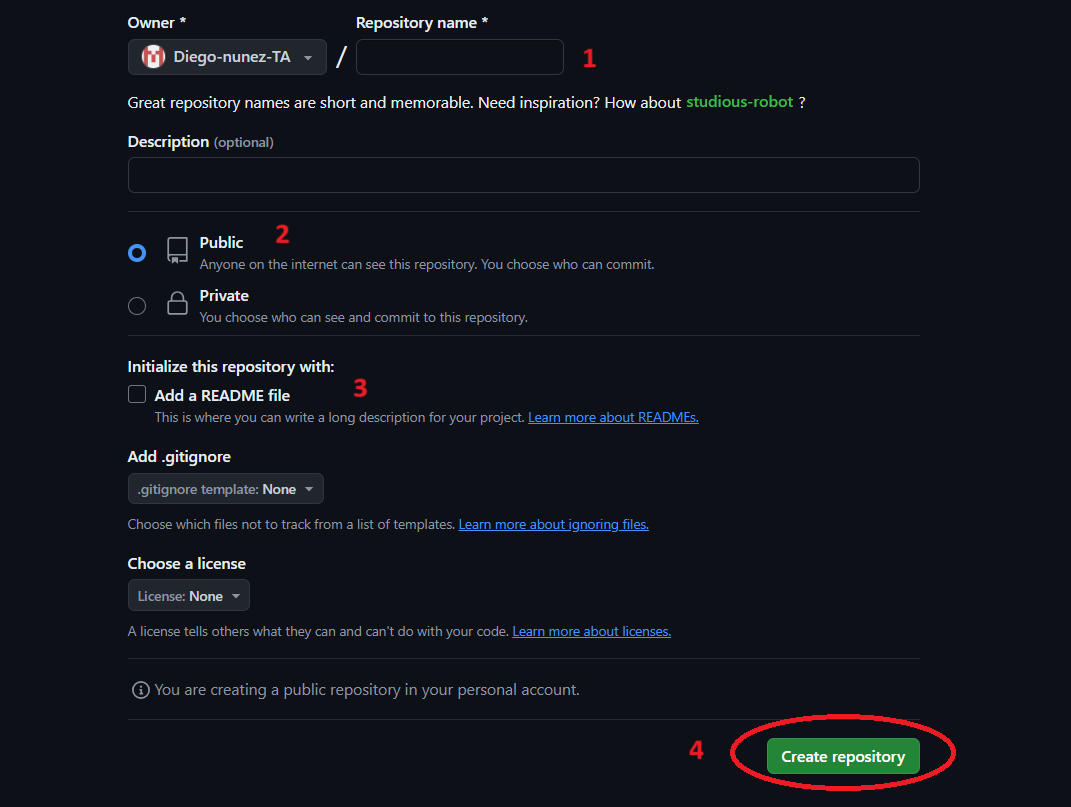 Owner * Repository name *
Diego-nunez-TA / 1
Great repository names are short and memorable. Need inspiration? How about studious-robot ?
Description (optional)
Public 2
Anyone on the internet can see this repository. You choose who can commit.
Private
You choose who can see and commit to this repository.
Initialize this repository with:
Add a README file 3
This is where you can write a long description for your project. Learn more about READMEs.
Add .gitignore
.gitignore template: None
Choose which files not to track from a list of templates. Learn more about ignoring files.
Choose a license
License: None
A license tells others what they can and can't do with your code. Learn more about licenses.
You are creating a public repository in your personal account.
4 Create repository